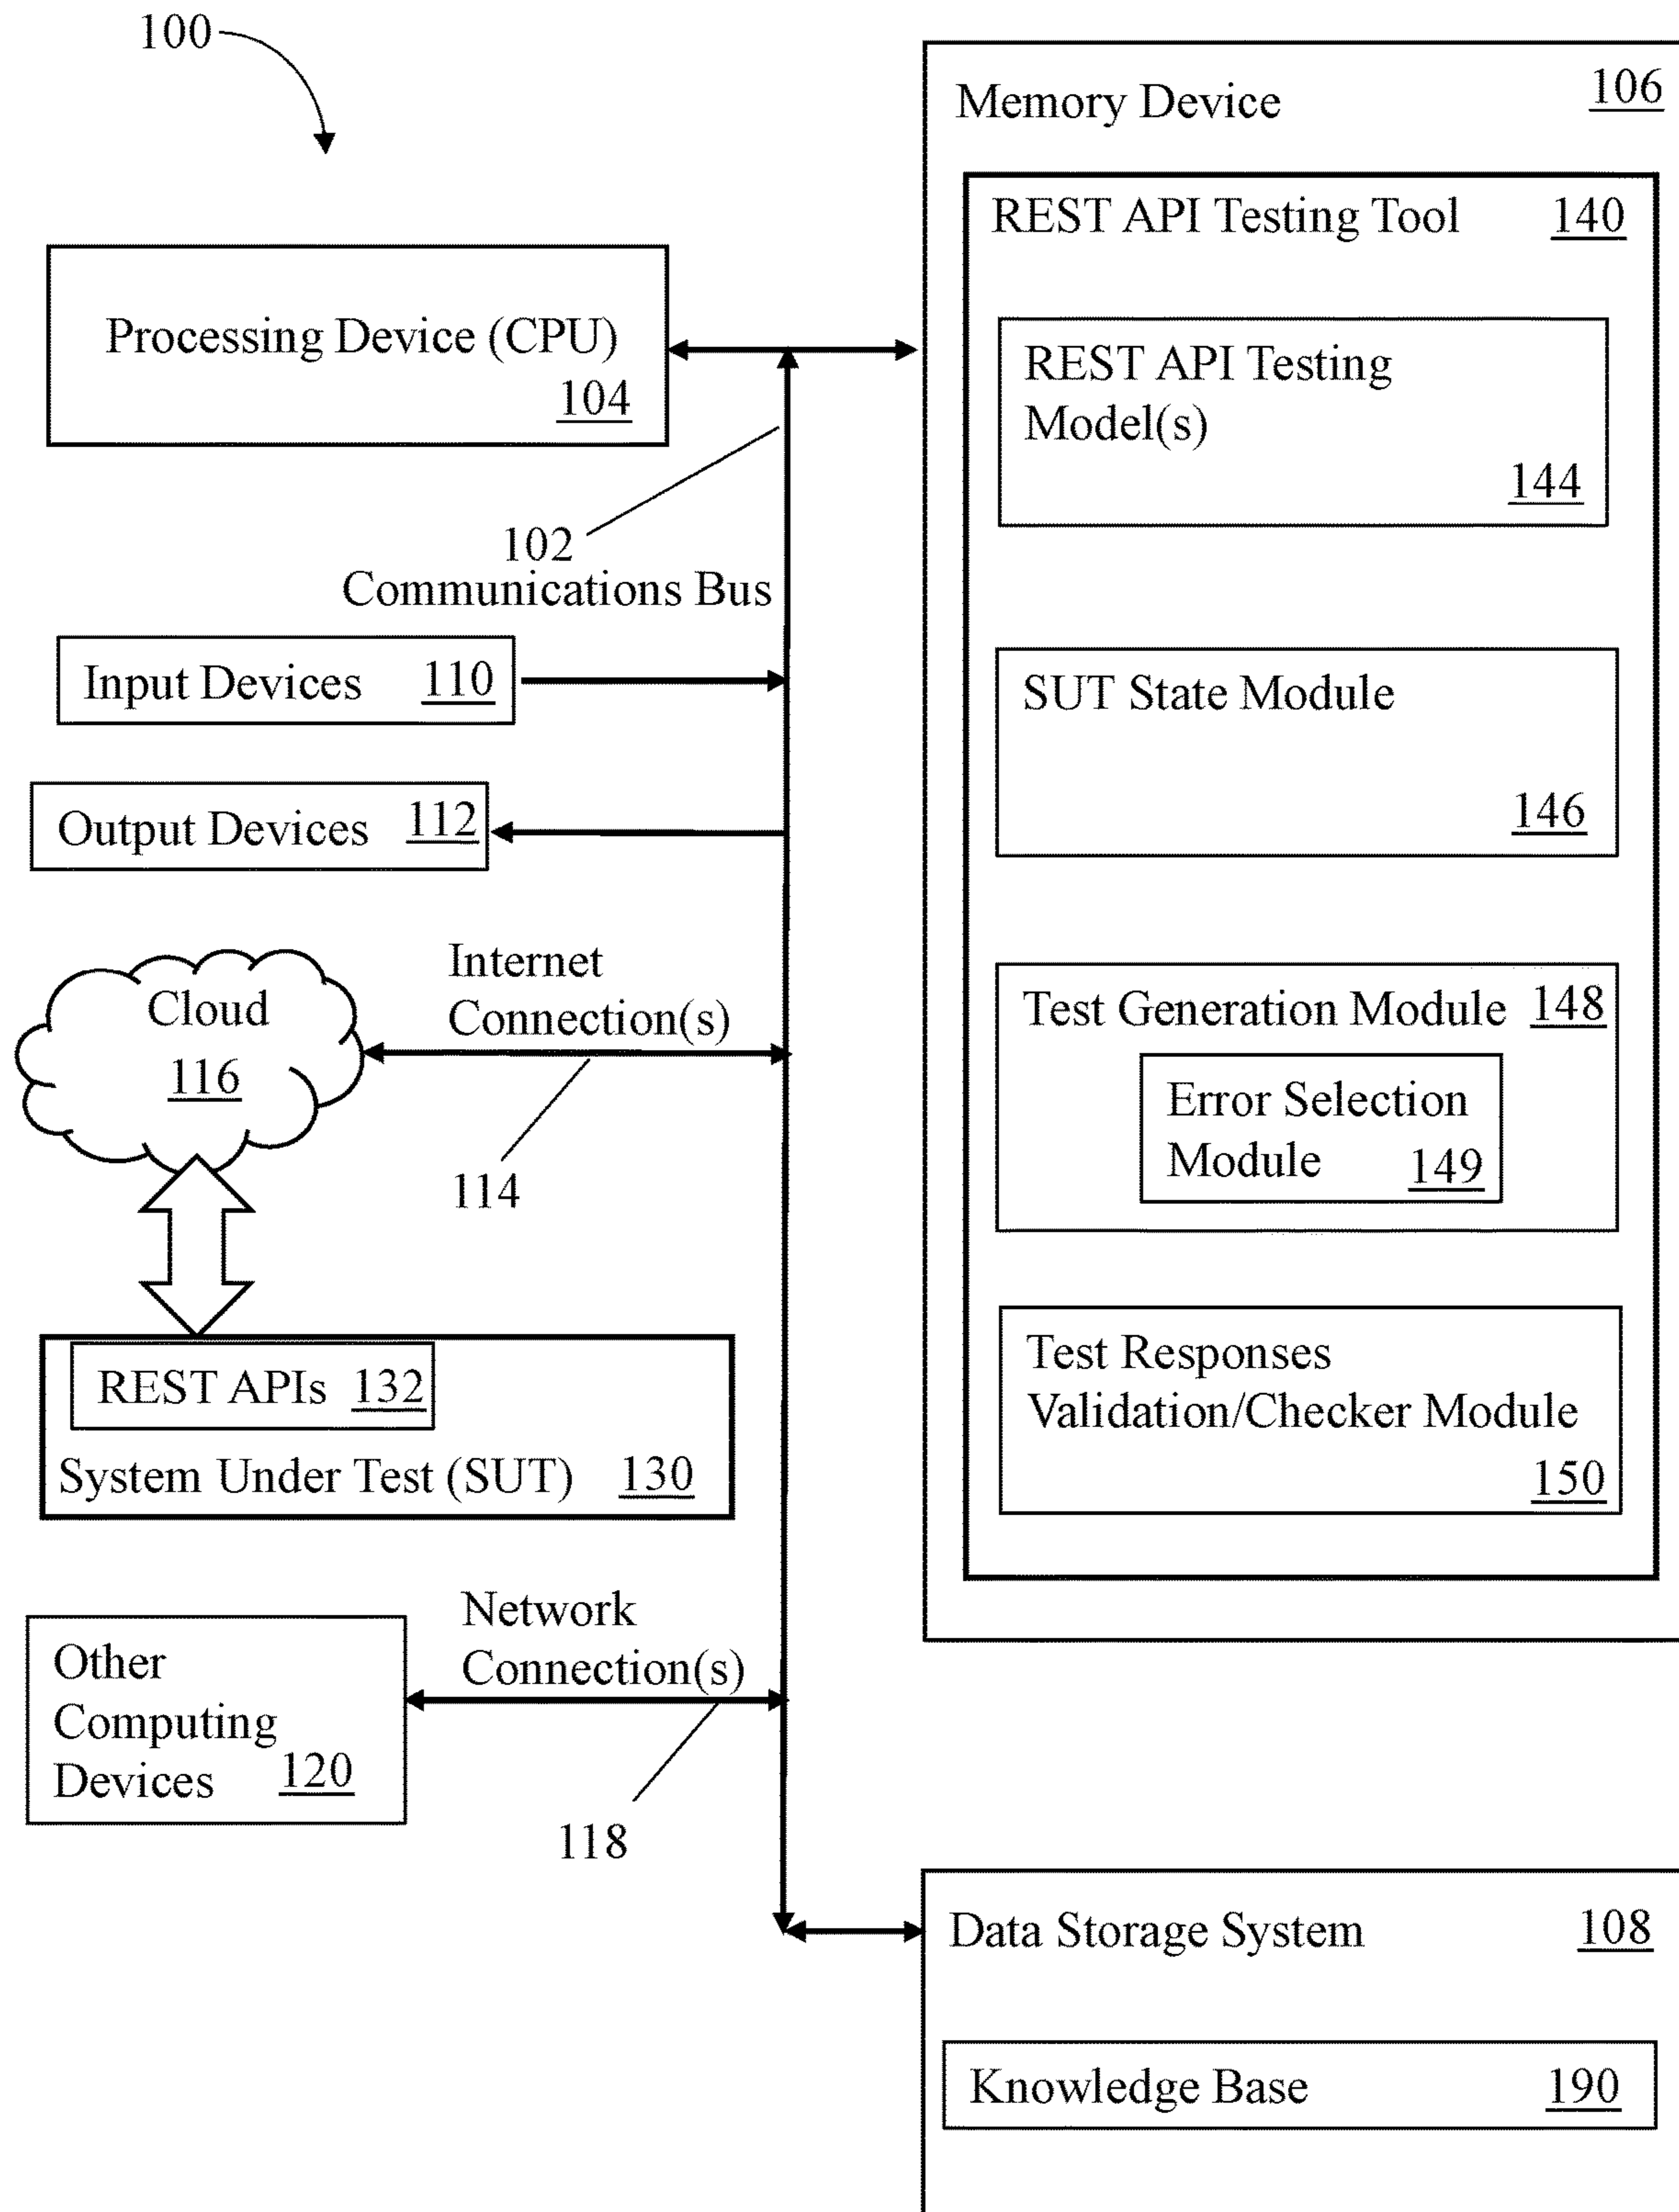 100
Memory Device 106
REST API Testing Tool 140
Processing Device (CPU)
104
REST API Testing
Model(s)
144
102
Communications Bus
Input Devices 110
SUT State Module
146
Output Devices 112
Internet
Connection(s)
Cloud
116
114
Test Generation Module 148
Error Selection
Module 149
REST APIs 132
System Under Test (SUT) 130
Test Responses
Validation/Checker Module
150
Network
Connection(s)
Other
Computing
Devices 120
118
Data Storage System 108
Knowledge Base 190